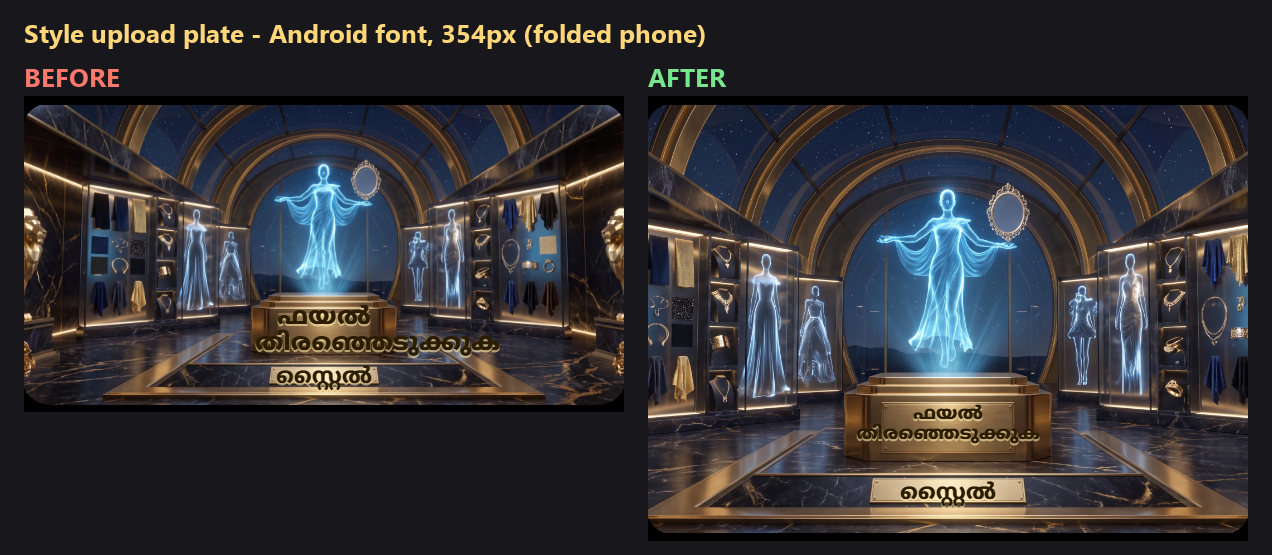 Style upload plate - Android font, 354px (folded phone)
BEFORE
ഫയൽ
തിരഞ്ഞെടുക്കുക
സ്റ്റൈൽ
AFTER
ഫയൽ
തിരഞ്ഞെടുക്കുക
സ്റ്റൈൽ